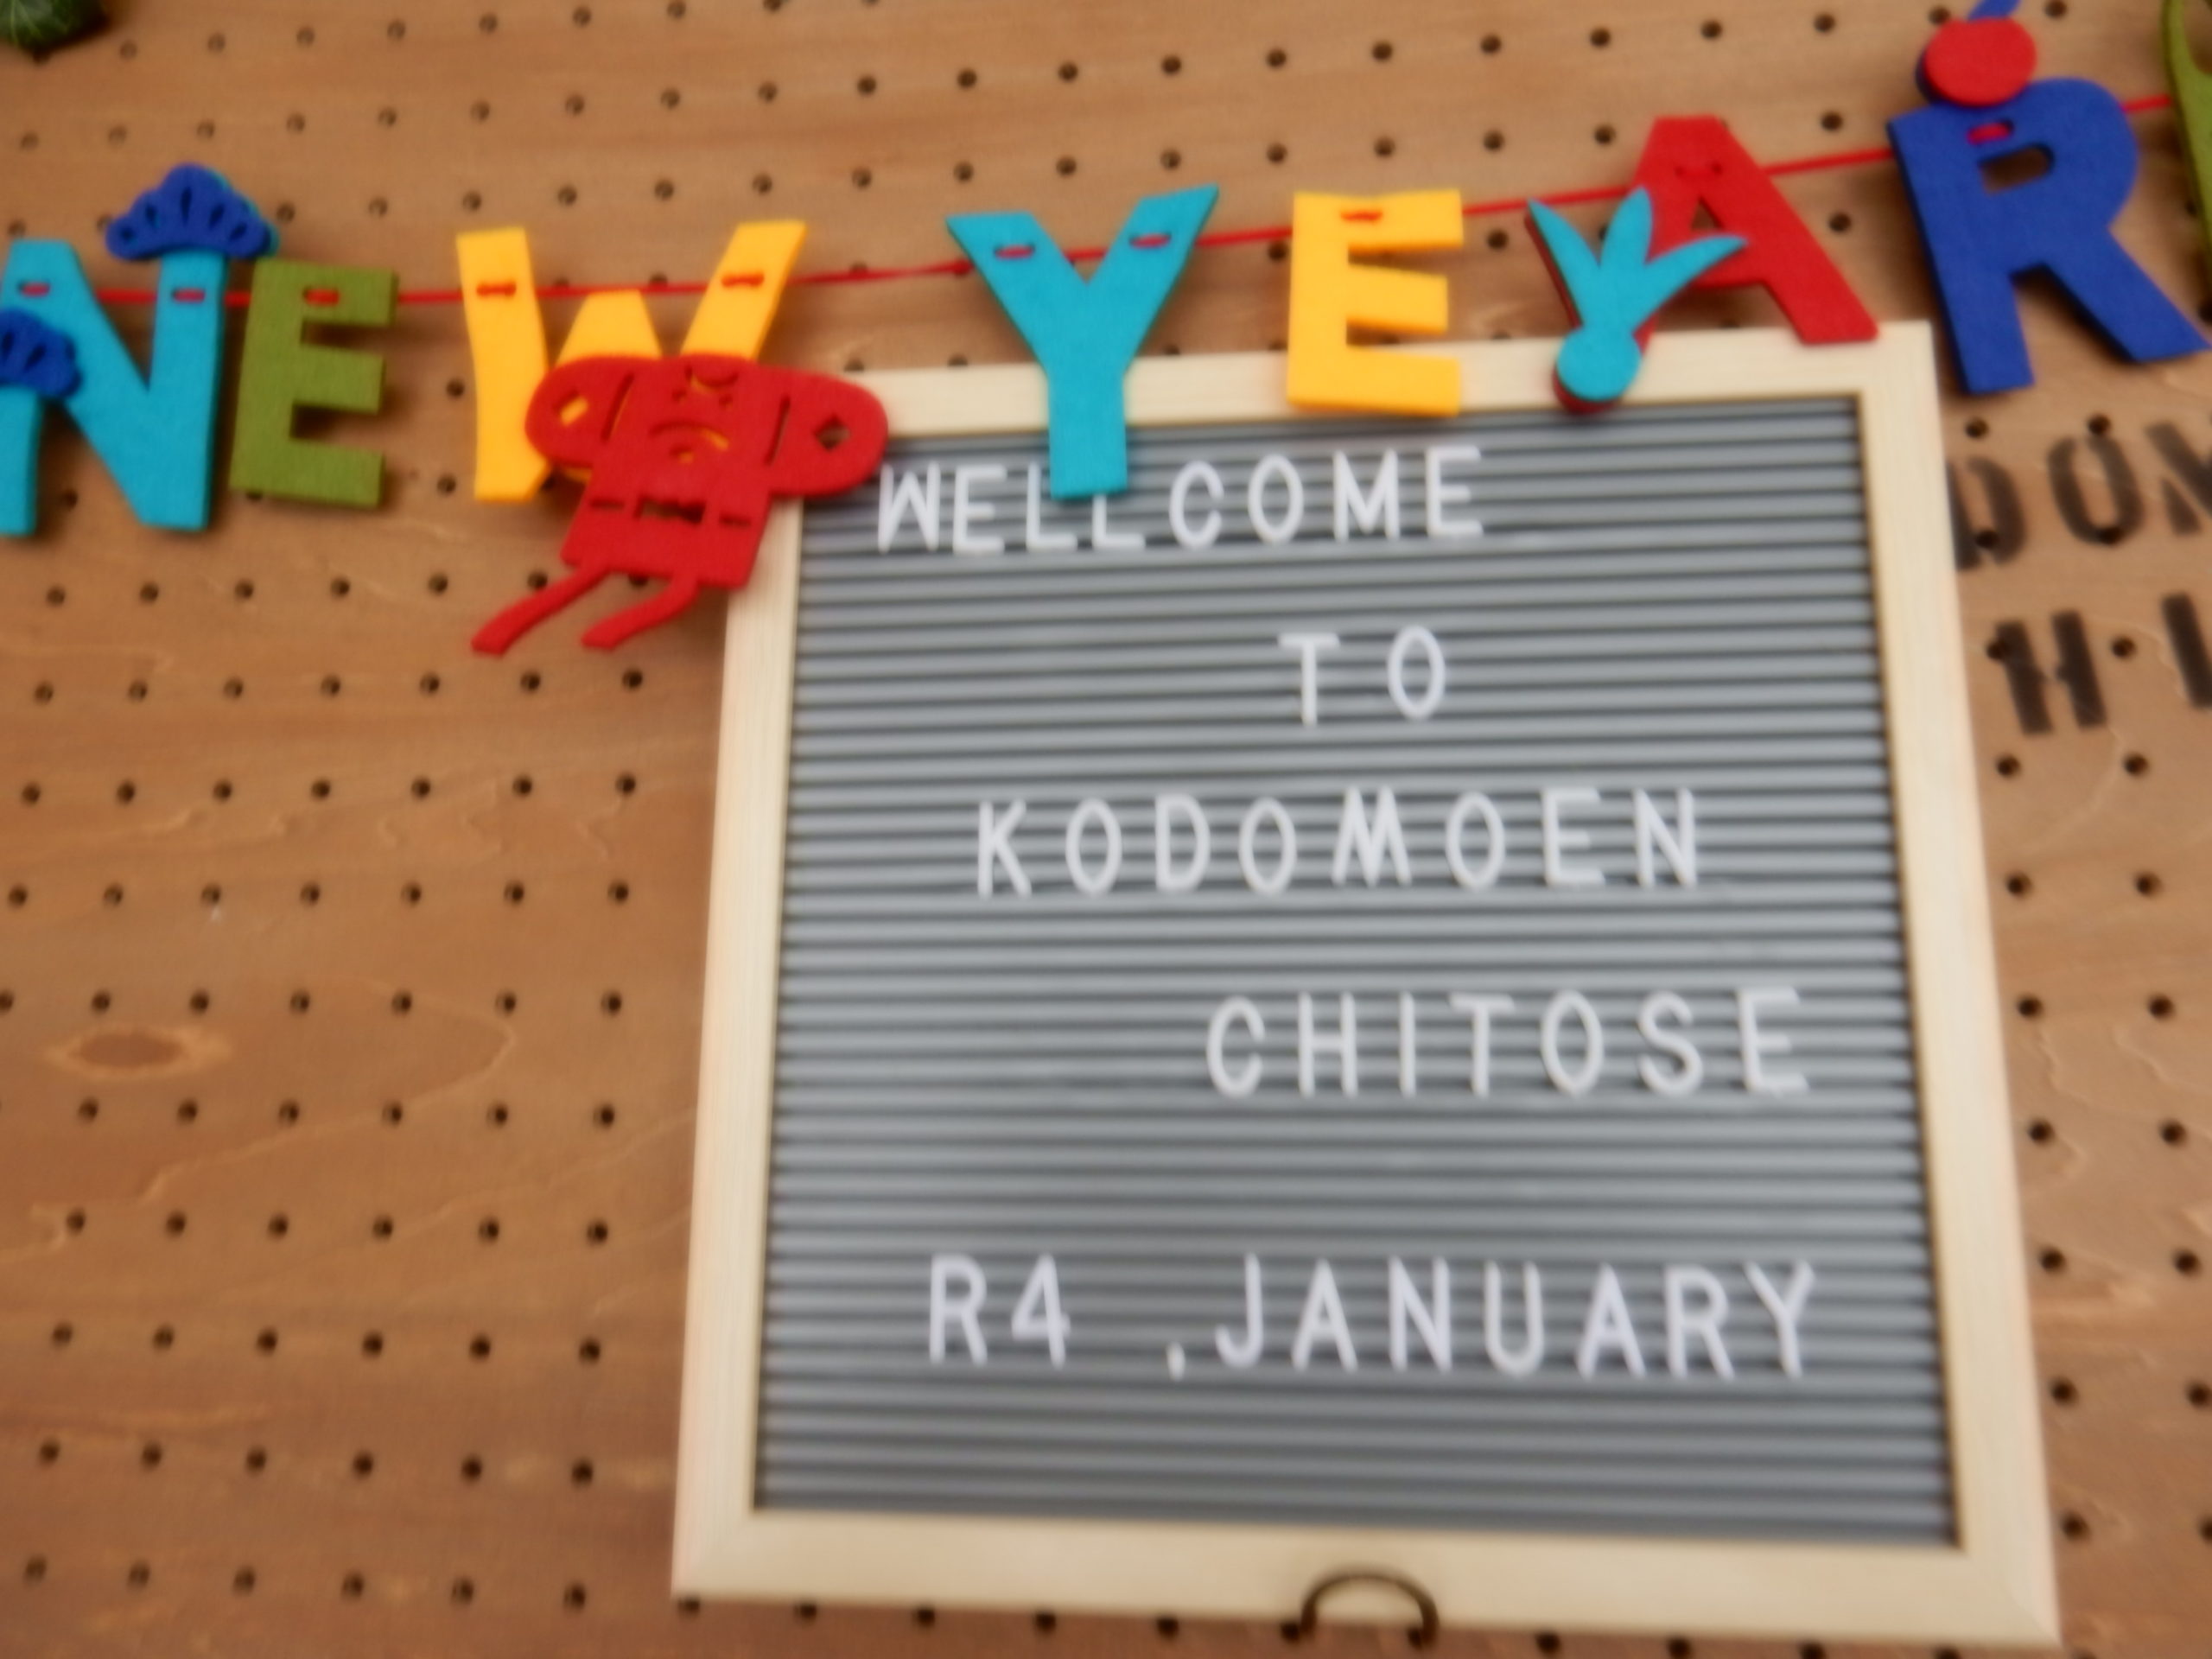 NEW YEAR
WELLCOME
TO
KODOMOEN
CHITOSE
R4 ,JANUARY